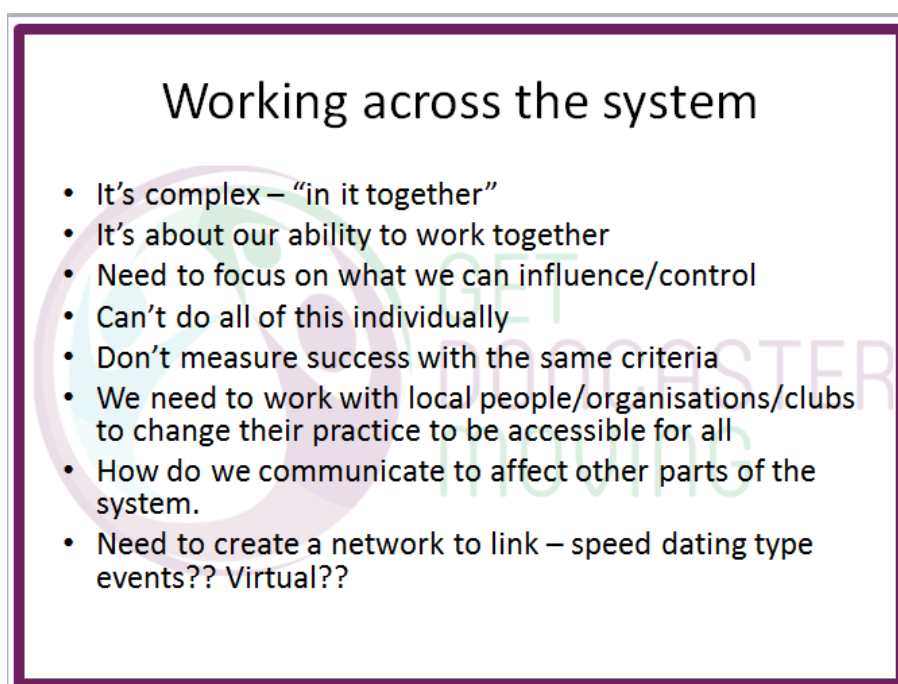 Working across the system
• It's complex – "in it together"
• It's about our ability to work together
• Need to focus on what we can influence/control
• Can't do all of this individually
• Don't measure success with the same criteria
• We need to work with local people/organisations/clubs
to change their practice to be accessible for all
• How do we communicate to affect other parts of the
system.
• Need to create a network to link – speed dating type
events?? Virtual??
GET
DONCASTER
MOVING